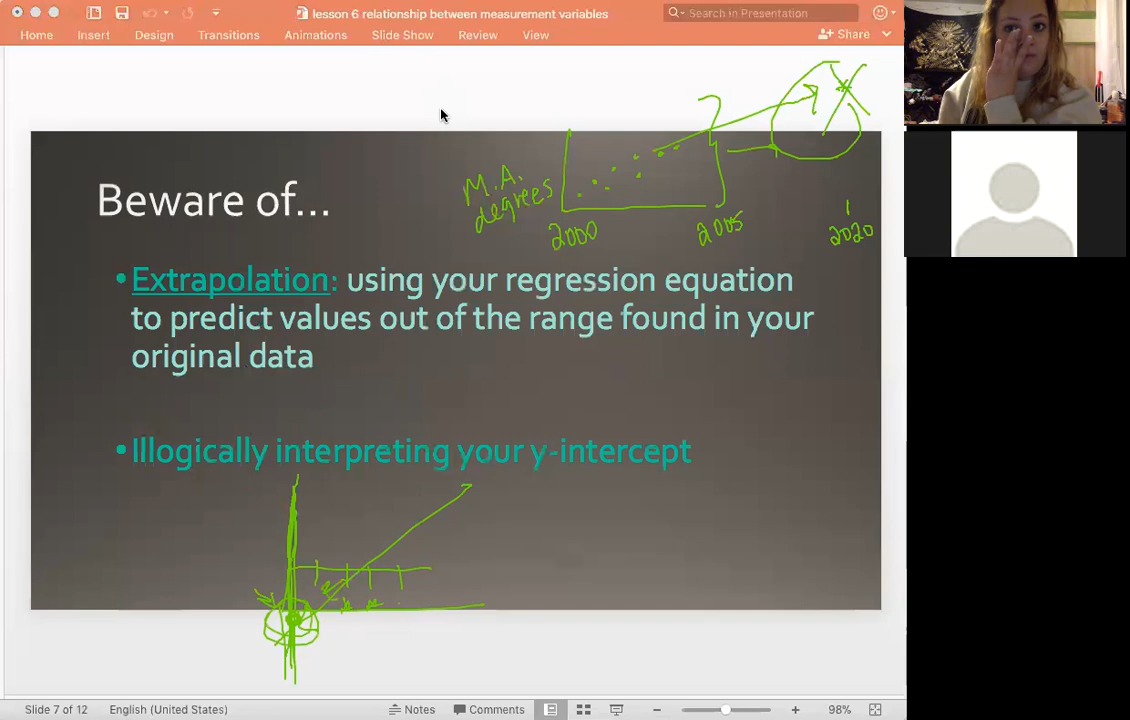 lesson 6 relationship between measurement variables
Search in Presentation
Home Insert Design Transitions Animations Slide Show Review View
Share
M.A.
degrees
2000 2005 2020
Beware of...
•Extrapolation: using your regression equation
to predict values out of the range found in your
original data
•Illogically interpreting your y-intercept
Slide 7 of 12 English (United States) Notes Comments 98%